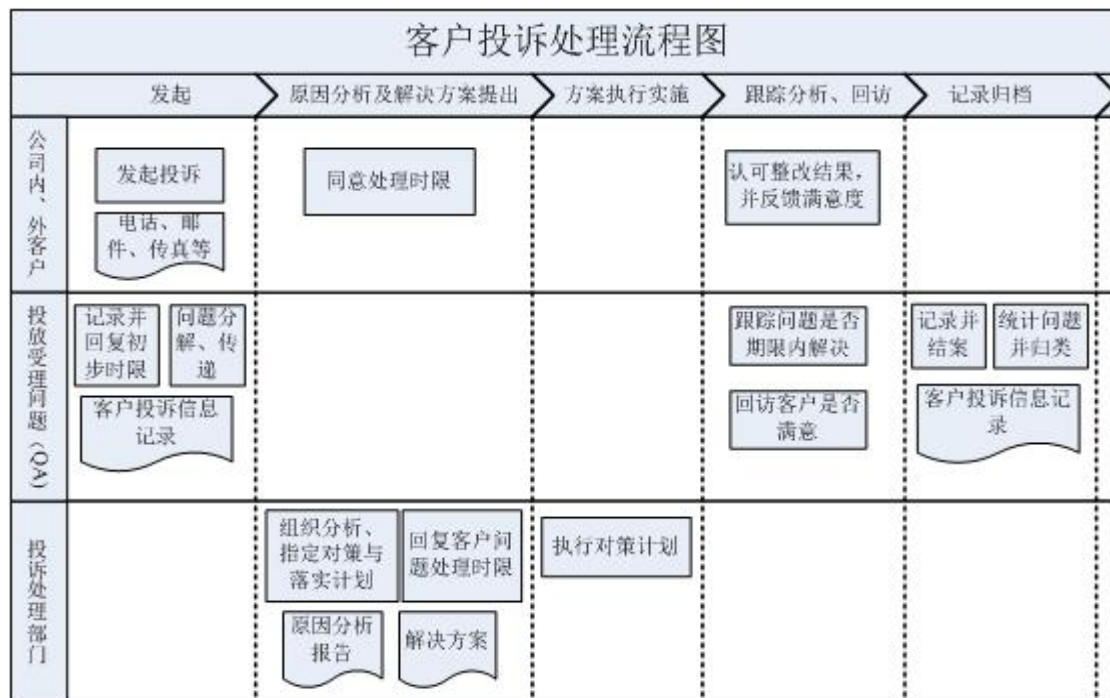 客户投诉处理流程图
发起
原因分析及解决方案提出
方案执行实施
跟踪分析、回访
记录归档
公司内、外客户
发起投诉
电话、邮
件、传真等
同意处理时限
认可整改结果，
并反馈满意度
投放受理问题（QA）
记录并
回复初
步时限
问题分
解、传
递
客户投诉信息
记录
跟踪问题是否
期限内解决
回访客户是否
满意
记录并
结案
统计问题
并归类
客户投诉信息记
录
投诉处理部门
组织分析、
指定对策与
落实计划
回复客户问
题处理时限
原因分析
报告
解决方案
执行对策计划